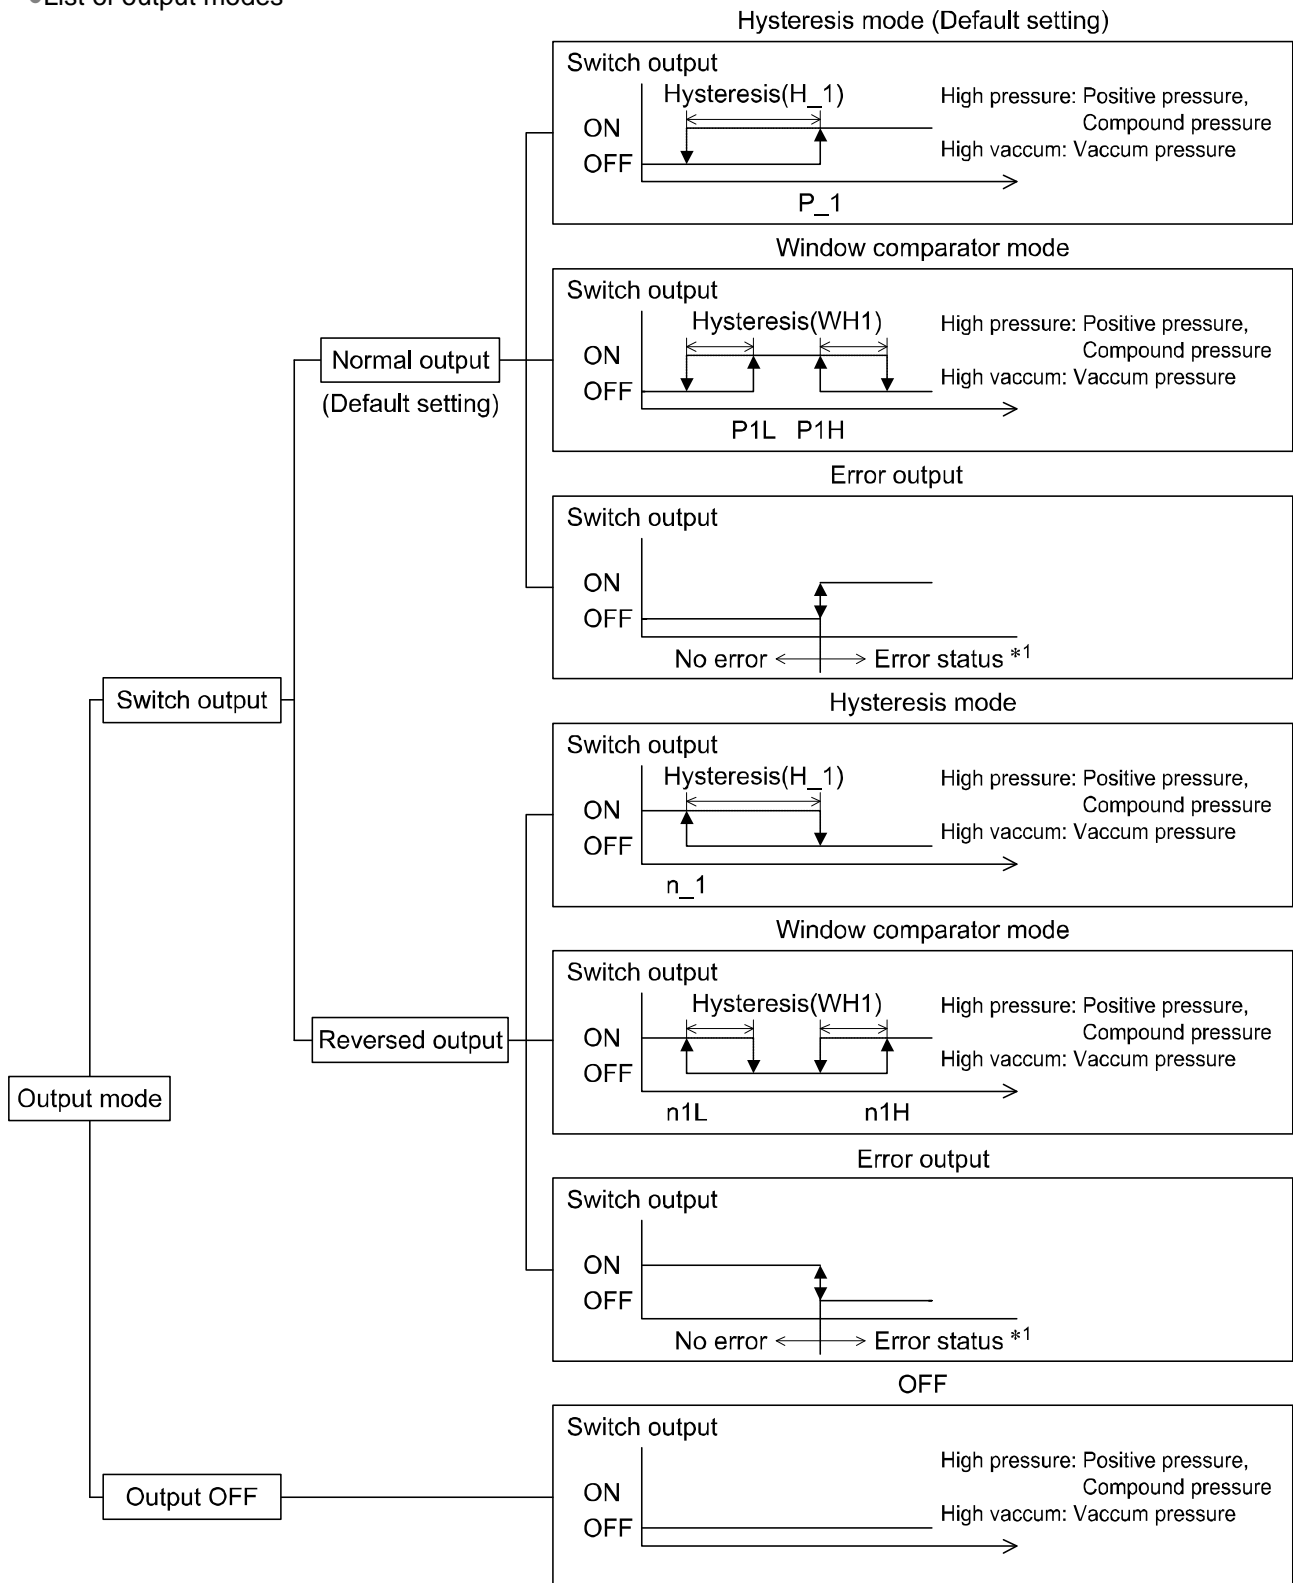 ●List of output modes
Hysteresis mode (Default setting)
Switch output
Hysteresis(H_1)
High pressure: Positive pressure,
Compound pressure
High vaccum: Vaccum pressure
ON
OFF
P_1
Window comparator mode
Switch output
Hysteresis(WH1)
High pressure: Positive pressure,
Compound pressure
High vaccum: Vaccum pressure
ON
OFF
P1L P1H
Normal output
(Default setting)
Error output
Switch output
ON
OFF
No error
Error status *1
Switch output
Hysteresis mode
Switch output
Hysteresis(H_1)
High pressure: Positive pressure,
Compound pressure
High vaccum: Vaccum pressure
ON
OFF
n_1
Window comparator mode
Switch output
Hysteresis(WH1)
High pressure: Positive pressure,
Compound pressure
High vaccum: Vaccum pressure
ON
OFF
n1L n1H
Reversed output
Output mode
Error output
Switch output
ON
OFF
No error
Error status *1
OFF
Switch output
High pressure: Positive pressure,
Compound pressure
High vaccum: Vaccum pressure
ON
OFF
Output OFF